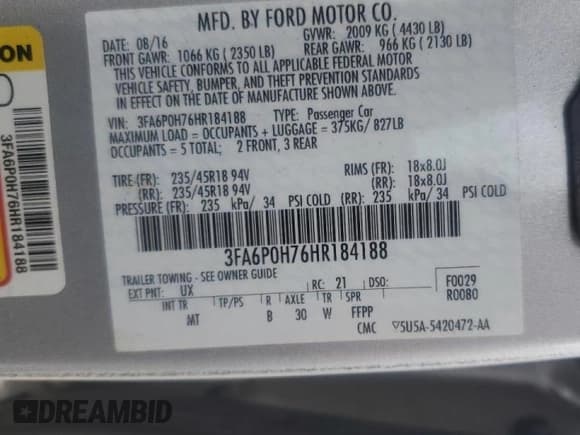 MFD. BY FORD MOTOR CO.
DATE: 08/16 GVWR: 2009 KG ( 4430 LB)
FRONT GAWR: 1066 KG ( 2350 LB) REAR GAWR: 966 KG ( 2130 LB)
THIS VEHICLE CONFORMS TO ALL APPLICABLE FEDERAL MOTOR
VEHICLE SAFETY, BUMPER, AND THEFT PREVENTION STANDARDS
IN EFFECT ON THE DATE OF MANUFACTURE SHOWN ABOVE.
VIN: 3FA6P0H76HR184188 TYPE: Passenger Car
MAXIMUM LOAD = OCCUPANTS + LUGGAGE = 375KG/ 827LB
OCCUPANTS = 5 TOTAL; 2 FRONT, 3 REAR
TIRE(FR): 235/45R18 94V RIMS (FR): 18x8.0J
(RR): 235/45R18 94V (RR): 18x8.0J
PRESSURE(FR): 235 kPa/ 34 PSI COLD (RR): 235 kPa/ 34 PSI COLD
3FA6P0H76HR184188
TRAILER TOWING - SEE OWNER GUIDE
EXT PNT: UX RC: 21 DSO: F0029
INT TR TP/PS R AXLE TR SPR R0080
MT B 30 W FFPP
CMC 5U5A-5420472-AA
3FA6P0H76HR184188
DREAMBID